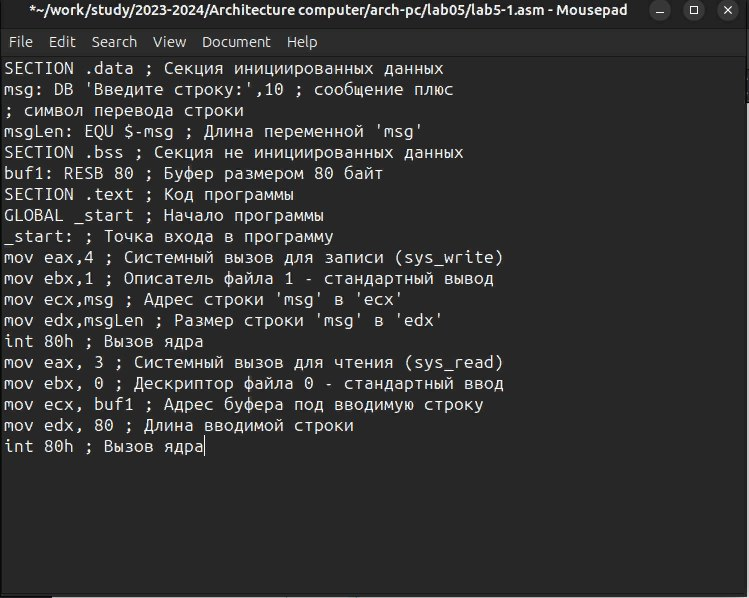 *~/work/study/2023-2024/Architecture computer/arch-pc/lab05/lab5-1.asm - Mousepad
File Edit Search View Document Help
SECTION .data ; Секция инициированных данных
msg: DB 'Введите строку:',10 ; сообщение плюс
; символ перевода строки
msgLen: EQU $-msg ; Длина переменной 'msg'
SECTION .bss ; Секция не инициированных данных
buf1: RESB 80 ; Буфер размером 80 байт
SECTION .text ; Код программы
GLOBAL _start ; Начало программы
_start: ; Точка входа в программу
mov eax,4 ; Системный вызов для записи (sys_write)
mov ebx,1 ; Описатель файла 1 - стандартный вывод
mov ecx,msg ; Адрес строки 'msg' в 'ecx'
mov edx,msgLen ; Размер строки 'msg' в 'edx'
int 80h ; Вызов ядра
mov eax, 3 ; Системный вызов для чтения (sys_read)
mov ebx, 0 ; Дескриптор файла 0 - стандартный ввод
mov ecx, buf1 ; Адрес буфера под вводимую строку
mov edx, 80 ; Длина вводимой строки
int 80h ; Вызов ядра